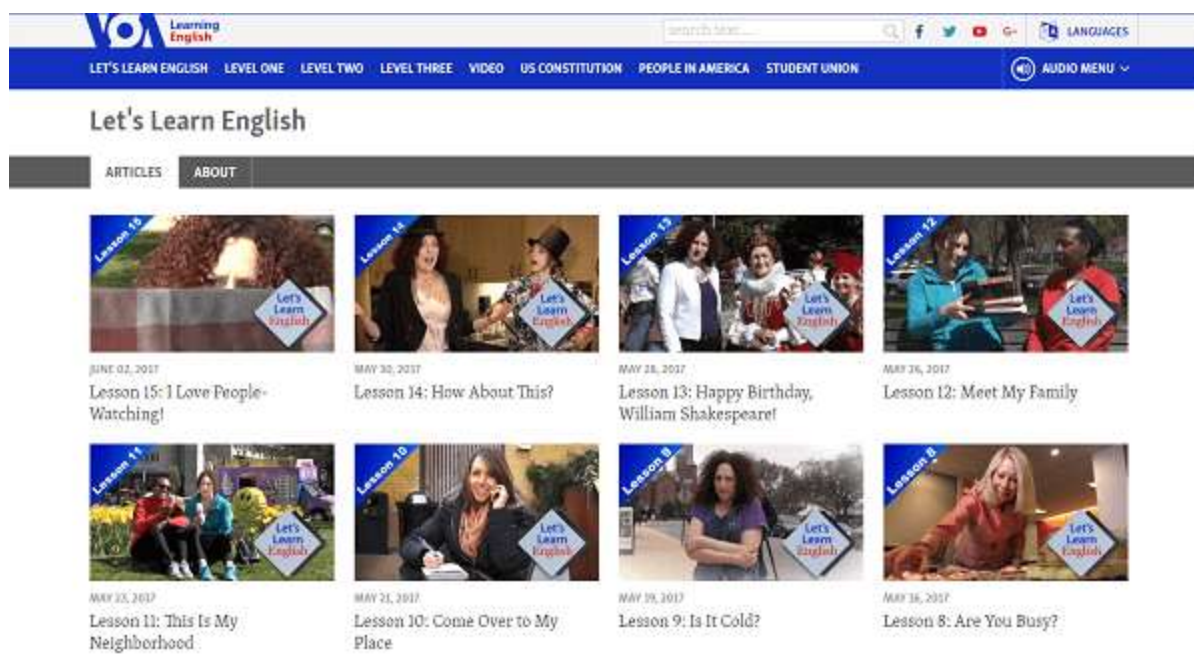 VOA Learning
English
search text...
LANGUAGES
LET'S LEARN ENGLISH LEVEL ONE LEVEL TWO LEVEL THREE VIDEO US CONSTITUTION PEOPLE IN AMERICA STUDENT UNION AUDIO MENU
Let's Learn English
ARTICLES ABOUT
Lesson 15
Let's
Learn
English
JUNE 02, 2017
Lesson 15: I Love People-
Watching!
Lesson 14
Let's
Learn
English
MAY 30, 2017
Lesson 14: How About This?
Lesson 13
Let's
Learn
English
MAY 28, 2017
Lesson 13: Happy Birthday,
William Shakespeare!
Lesson 12
Let's
Learn
English
MAY 26, 2017
Lesson 12: Meet My Family
Lesson 11
Let's
Learn
English
MAY 23, 2017
Lesson 11: This Is My
Neighborhood
Lesson 10
Let's
Learn
English
MAY 21, 2017
Lesson 10: Come Over to My
Place
Lesson 9
Let's
Learn
English
MAY 19, 2017
Lesson 9: Is It Cold?
Lesson 8
Let's
Learn
English
MAY 16, 2017
Lesson 8: Are You Busy?